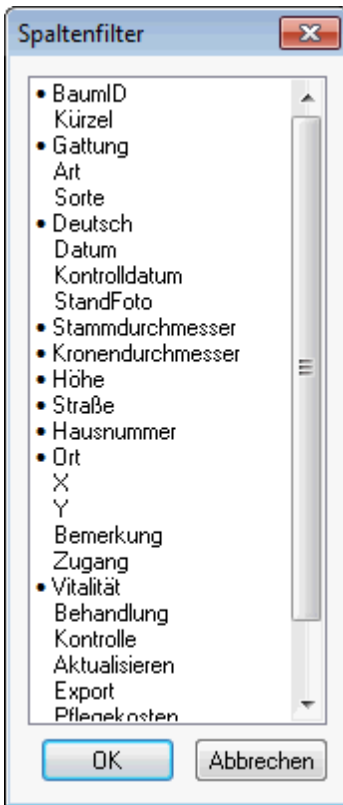 Spaltenfilter
• BaumID
Kürzel
• Gattung
Art
Sorte
• Deutsch
Datum
Kontrolldatum
StandFoto
• Stammdurchmesser
• Kronendurchmesser
• Höhe
• Straße
• Hausnummer
• Ort
X
Y
Bemerkung
Zugang
• Vitalität
Behandlung
Kontrolle
Aktualisieren
Export
Pflegekosten
OK Abbrechen